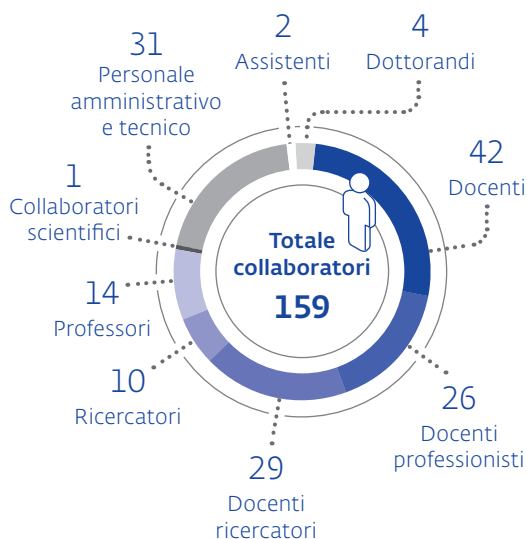 2
Assistenti
4
Dottorandi
42
Docenti
26
Docenti
professionisti
29
Docenti
ricercatori
10
Ricercatori
14
Professori
1
Collaboratori
scientifici
31
Personale
amministrativo
e tecnico
Totale
collaboratori
159